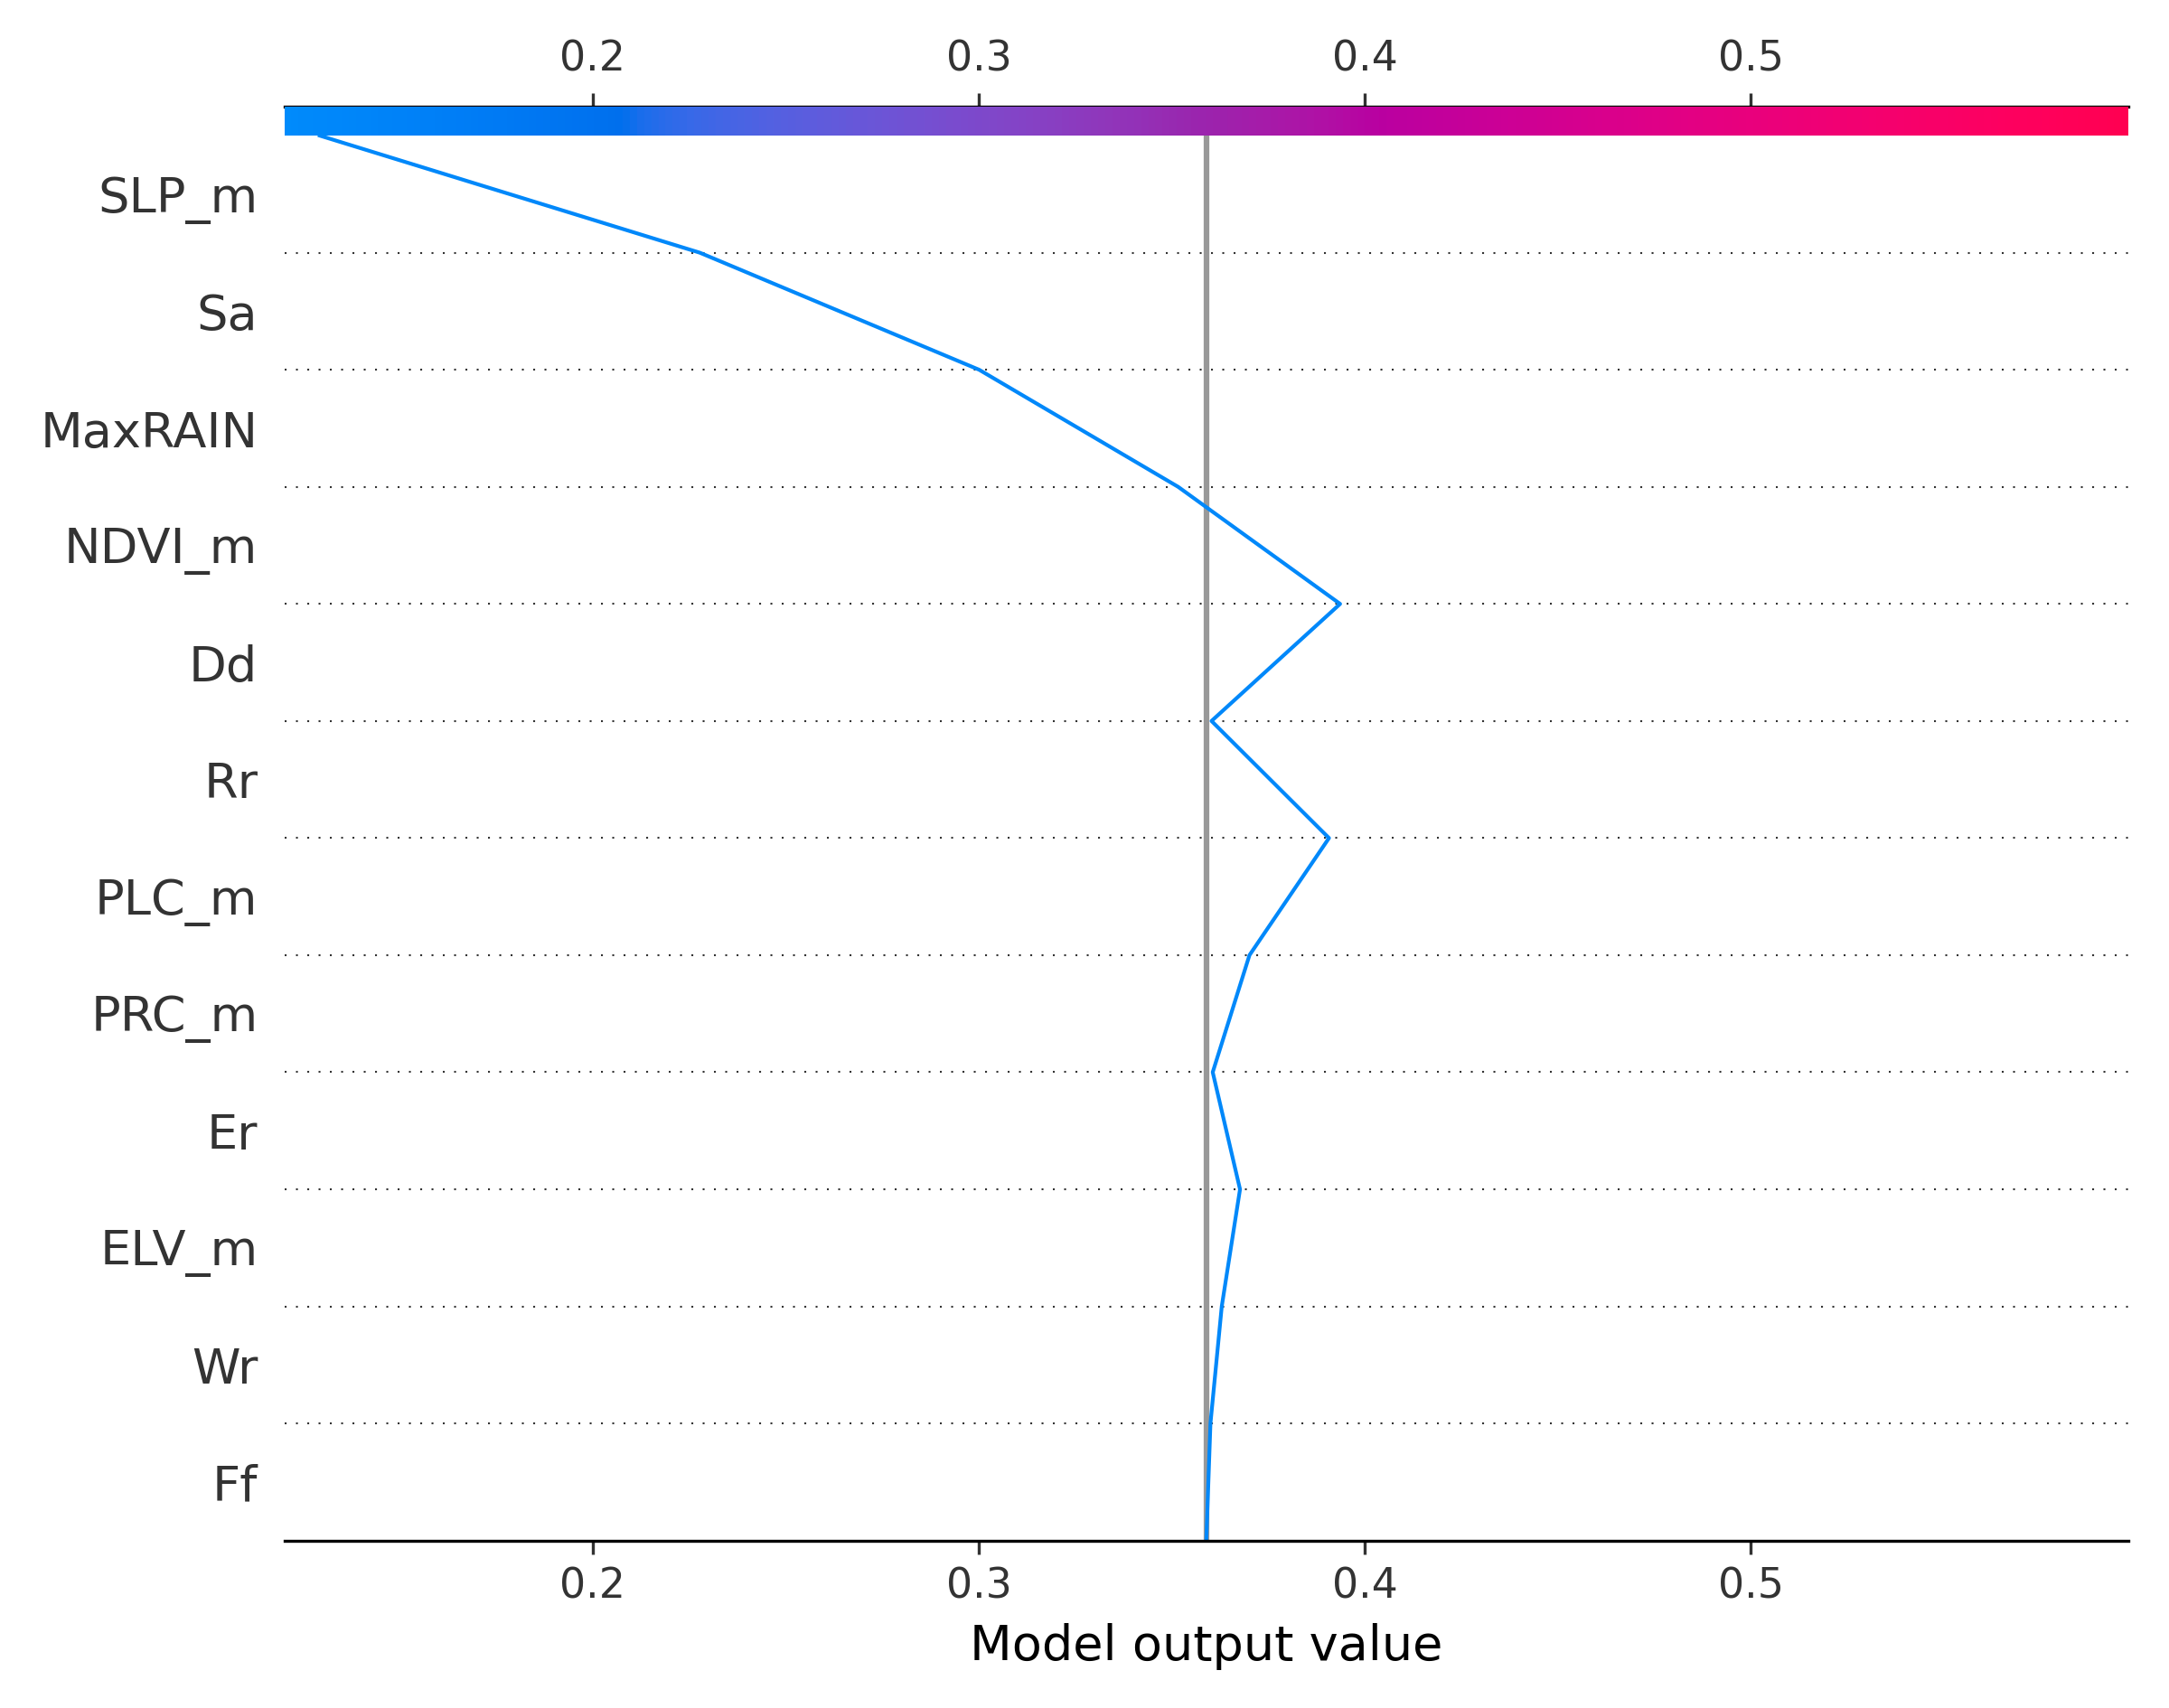 0.2 0.3 0.4 0.5
SLP_m
Sa
MaxRAIN
NDVI_m
Dd
Rr
PLC_m
PRC_m
Er
ELV_m
Wr
Ff
0.2 0.3 0.4 0.5
Model output value